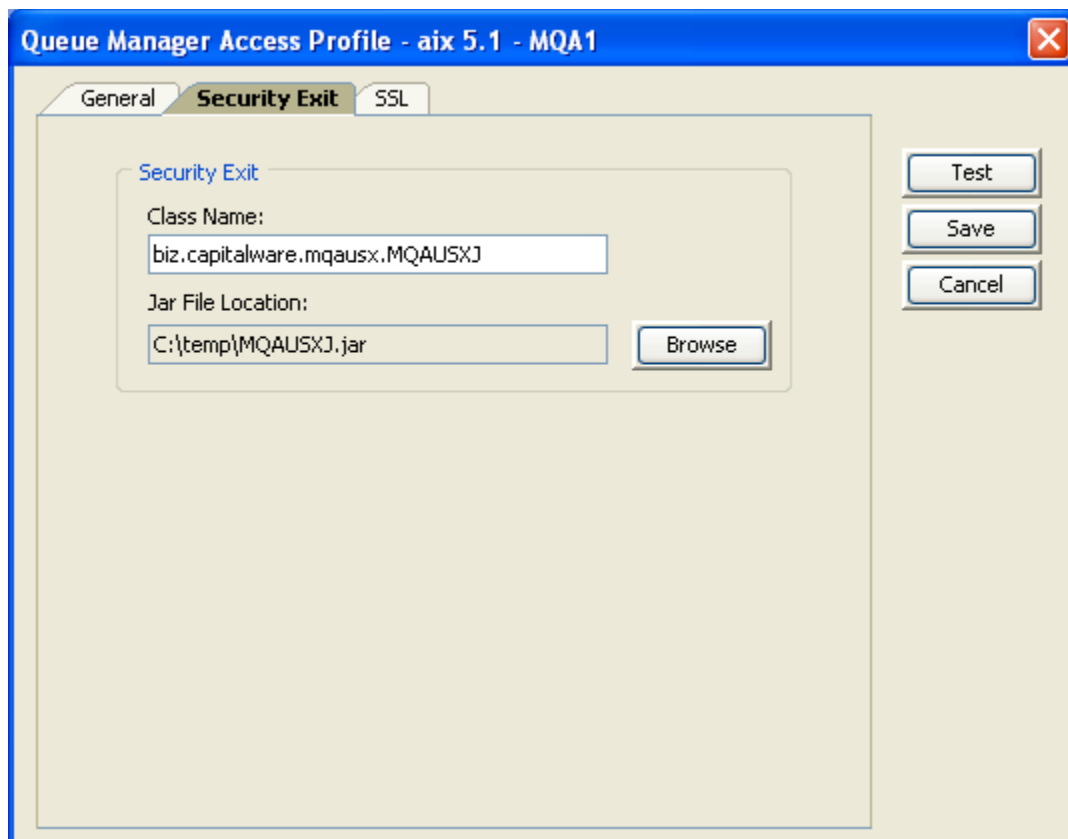 Queue Manager Access Profile - aix 5.1 - MQA1
General Security Exit SSL
Security Exit
Class Name:
biz.capitalware.mqausx.MQAUSXJ
Jar File Location:
C:\temp\MQAUSXJ.jar
Browse
Test
Save
Cancel